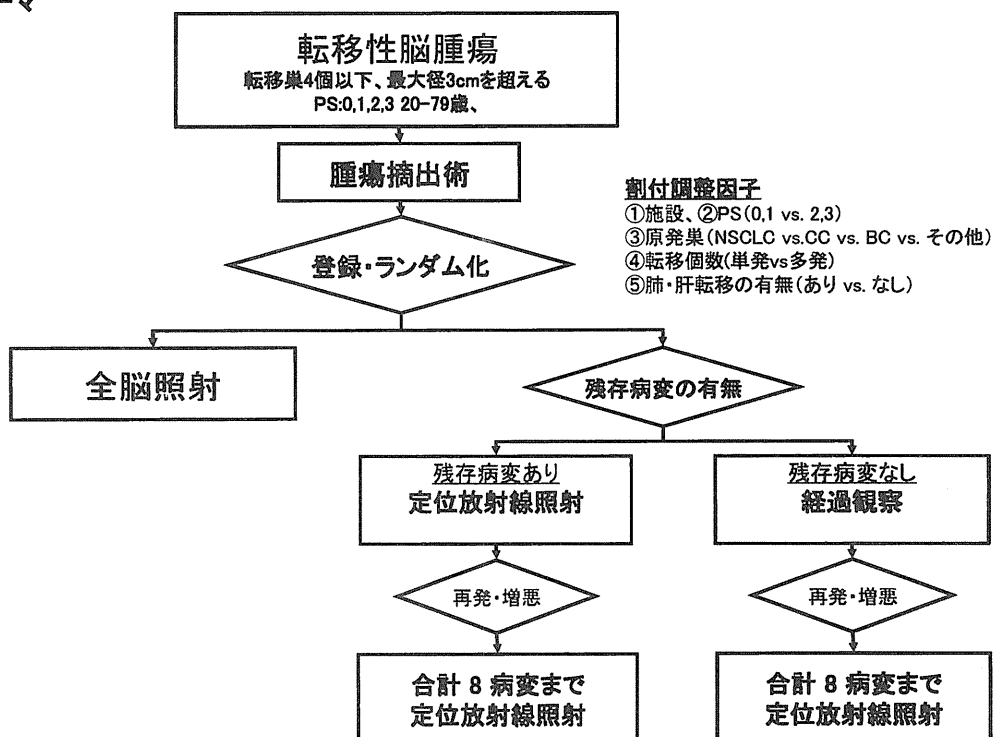 転移性脳腫瘍
転移巣4個以下、最大径3cmを超える
PS:0,1,2,3 20-79歳、
腫瘍摘出術
登録・ランダム化
割付調整因子
①施設、②PS(0,1 vs. 2,3)
③原発巣(NSCLC vs.CC vs. BC vs. その他)
④転移個数(単発vs多発)
⑤肺・肝転移の有無(あり vs. なし)
全脳照射
残存病変の有無
残存病変あり
定位放射線照射
残存病変なし
経過観察
再発・増悪
再発・増悪
合計 8 病変まで
定位放射線照射
合計 8 病変まで
定位放射線照射